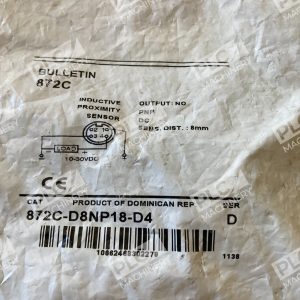 BULLETIN
872C
INDUCTIVE
PROXIMITY
SENSOR
OUTPUT: NO
PNP
DC
SENS. DIST.: 8mm
LOAD
10-30VDC
CE
CAT PRODUCT OF DOMINICAN REP SER
872C-D8NP18-D4 D
1138